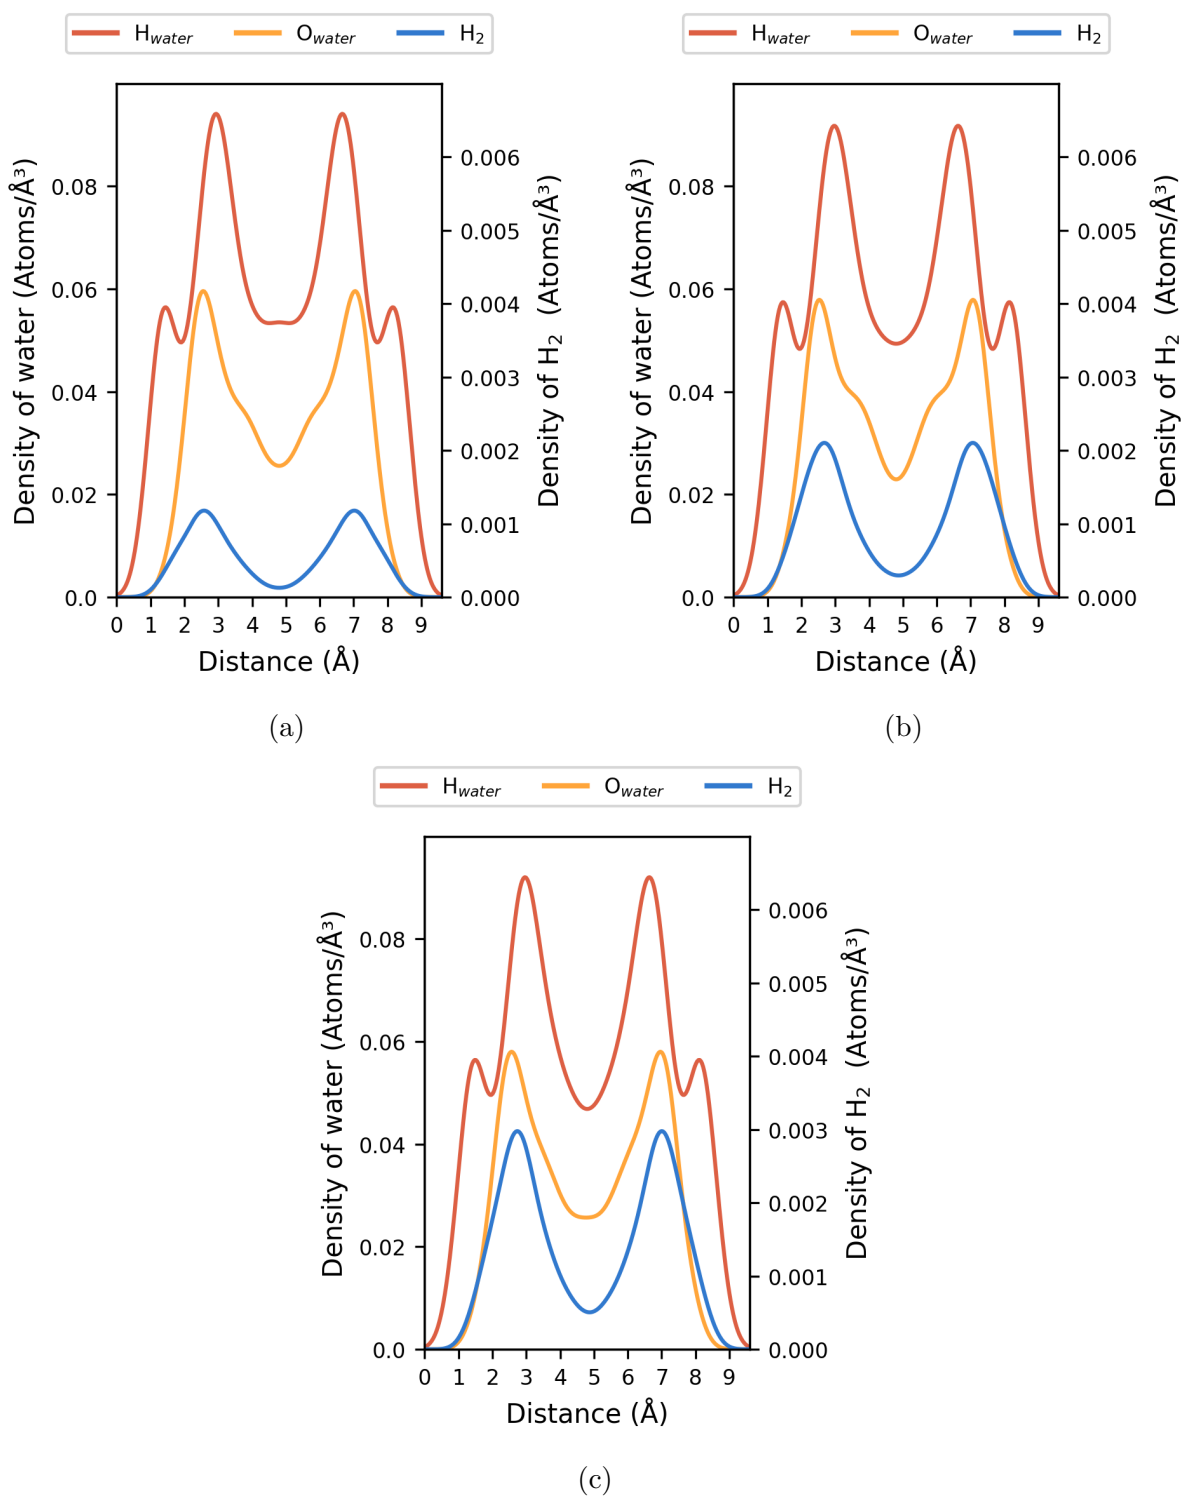 H_water O_water H₂
Density of water (Atoms/Å³)
0.08
0.06
0.04
0.02
0.0
0 1 2 3 4 5 6 7 8 9
Distance (Å)
0.006
0.005
0.004
0.003
0.002
0.001
0.000
Density of H₂ (Atoms/Å³)
(a)
H_water O_water H₂
Density of water (Atoms/Å³)
0.08
0.06
0.04
0.02
0.0
0 1 2 3 4 5 6 7 8 9
Distance (Å)
0.006
0.005
0.004
0.003
0.002
0.001
0.000
Density of H₂ (Atoms/Å³)
(b)
H_water O_water H₂
Density of water (Atoms/Å³)
0.08
0.06
0.04
0.02
0.0
0 1 2 3 4 5 6 7 8 9
Distance (Å)
0.006
0.005
0.004
0.003
0.002
0.001
0.000
Density of H₂ (Atoms/Å³)
(c)